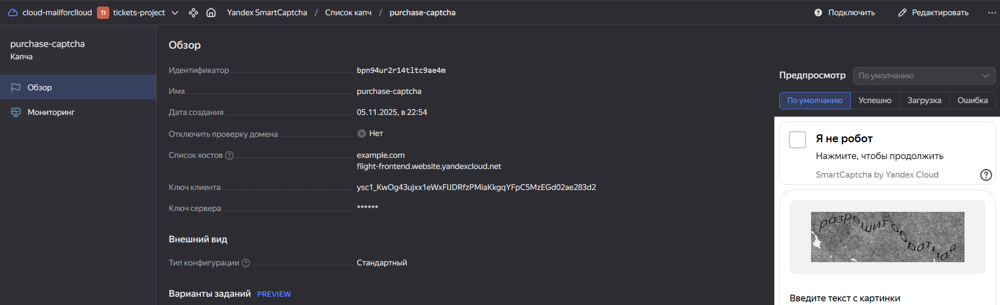 cloud-mailforclloud TI tickets-project Yandex SmartCaptcha / Список капч / purchase-captcha Подключить Редактировать
purchase-captcha
Капча
Обзор
Мониторинг
Обзор
Идентификатор bpn94ur2r14tltc9ae4m
Имя purchase-captcha
Дата создания 05.11.2025, в 22:54
Отключить проверку домена Нет
Список хостов example.com
flight-frontend.website.yandexcloud.net
Ключ клиента ysc1_KwOg43ujxx1eWxFIJDRfzPMiaKkgqYFpC5MzEGd02ae283d2
Ключ сервера ******
Внешний вид
Тип конфигурации Стандартный
Варианты заданий PREVIEW
Предпросмотр По умолчанию
По умолчанию Успешно Загрузка Ошибка
Я не робот
Нажмите, чтобы продолжить
SmartCaptcha by Yandex Cloud
разрешит обратная
Введите текст с картинки